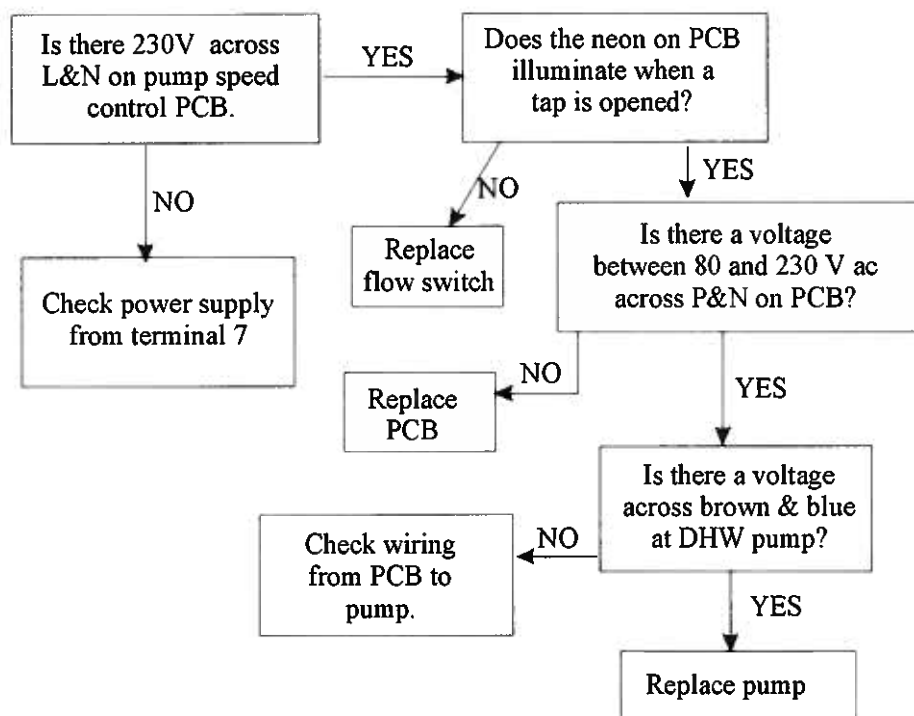 Is there 230V across
L&N on pump speed
control PCB.
YES
Does the neon on PCB
illuminate when a
tap is opened?
NO
Check power supply
from terminal 7
NO
Replace
flow switch
YES
Is there a voltage
between 80 and 230 V ac
across P&N on PCB?
NO
Replace
PCB
YES
Is there a voltage
across brown & blue
at DHW pump?
NO
Check wiring
from PCB to
pump.
YES
Replace pump